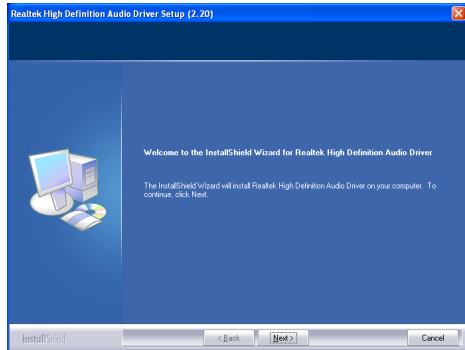 Realtek High Definition Audio Driver Setup (2.20)
Welcome to the InstallShield Wizard for Realtek High Definition Audio Driver
The InstallShield Wizard will install Realtek High Definition Audio Driver on your computer. To
continue, click Next.
InstallShield
< Back
Next >
Cancel